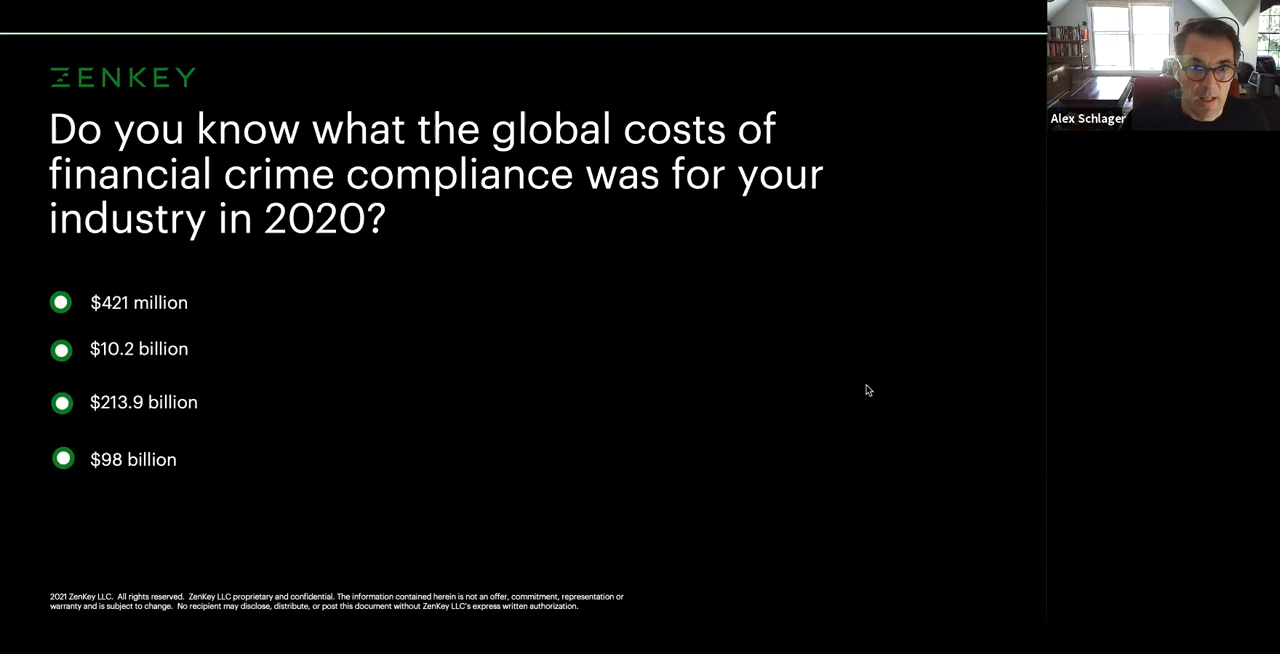 ZENKEY
Do you know what the global costs of
financial crime compliance was for your
industry in 2020?
$421 million
$10.2 billion
$213.9 billion
$98 billion
2021 ZenKey LLC. All rights reserved. ZenKey LLC proprietary and confidential. The information contained herein is not an offer, commitment, representation or
warranty and is subject to change. No recipient may disclose, distribute, or post this document without ZenKey LLC's express written authorization.
Alex Schlager